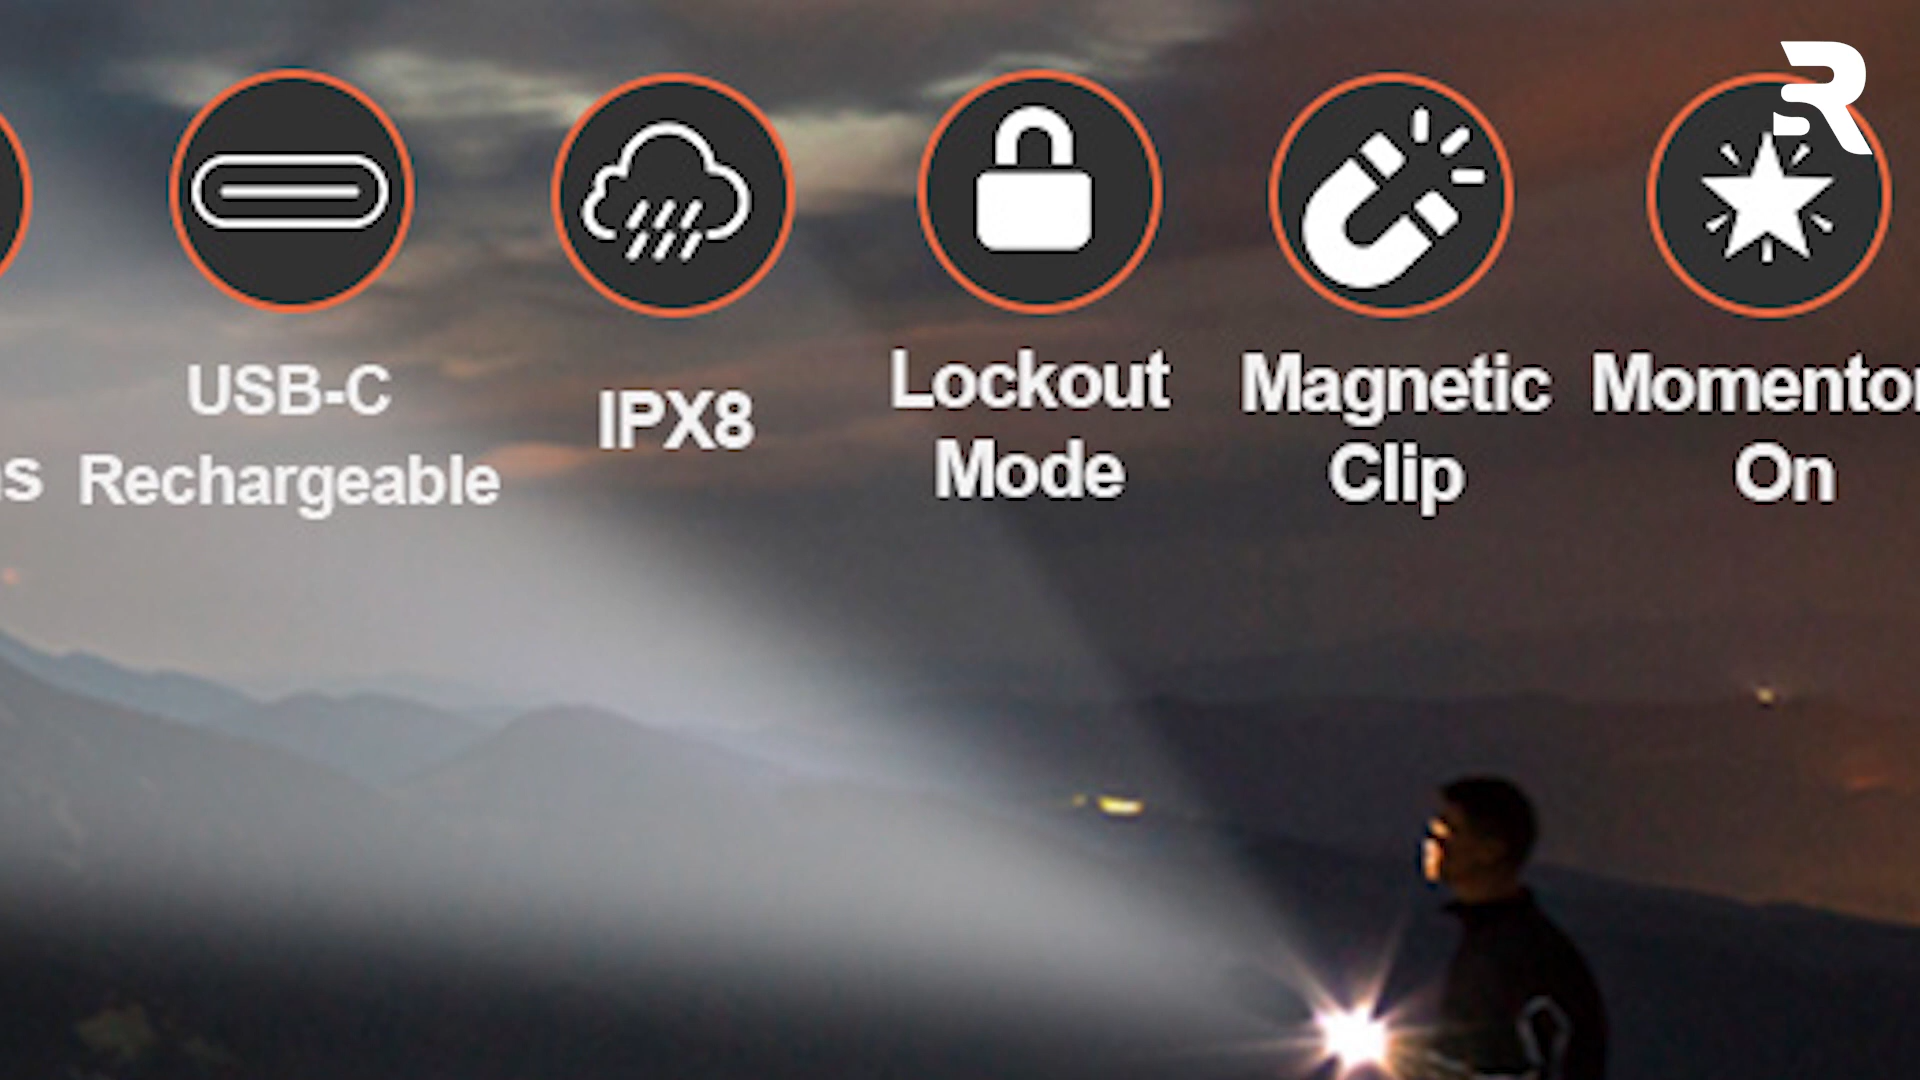 USB-C
Rechargeable
IPX8
Lockout
Mode
Magnetic
Clip
On